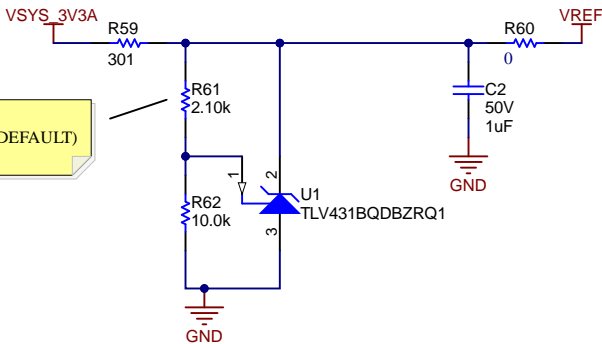 VSYS_3V3A
R59
301
R60
0
VREF
R61
2.10k
C2
50V
1uF
DEFAULT)
GND
1
2
U1
TLV431BQDBZRQ1
R62
10.0k
3
GND